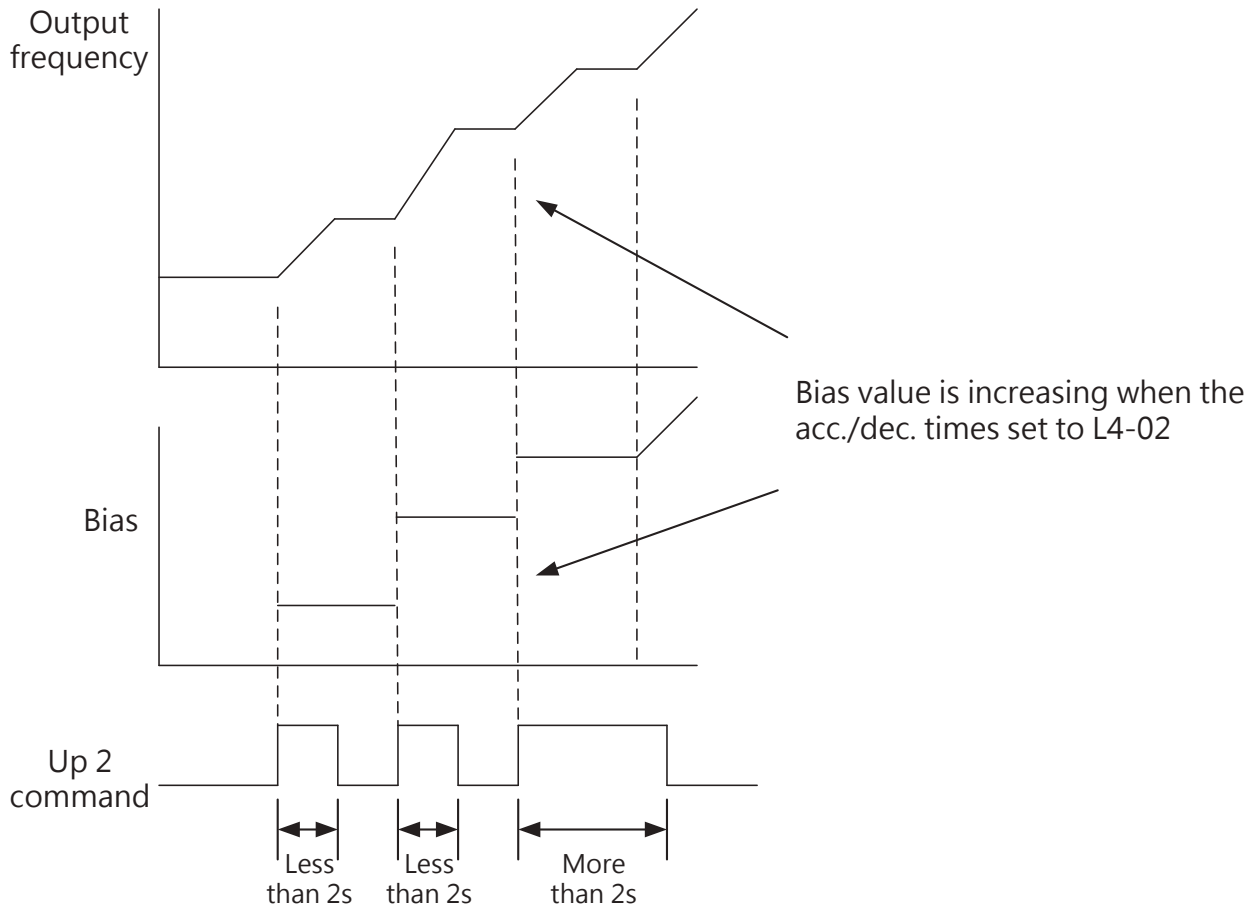 Output
frequency
Bias value is increasing when the
acc./dec. times set to L4-02
Bias
Up 2
command
Less
than 2s
Less
than 2s
More
than 2s